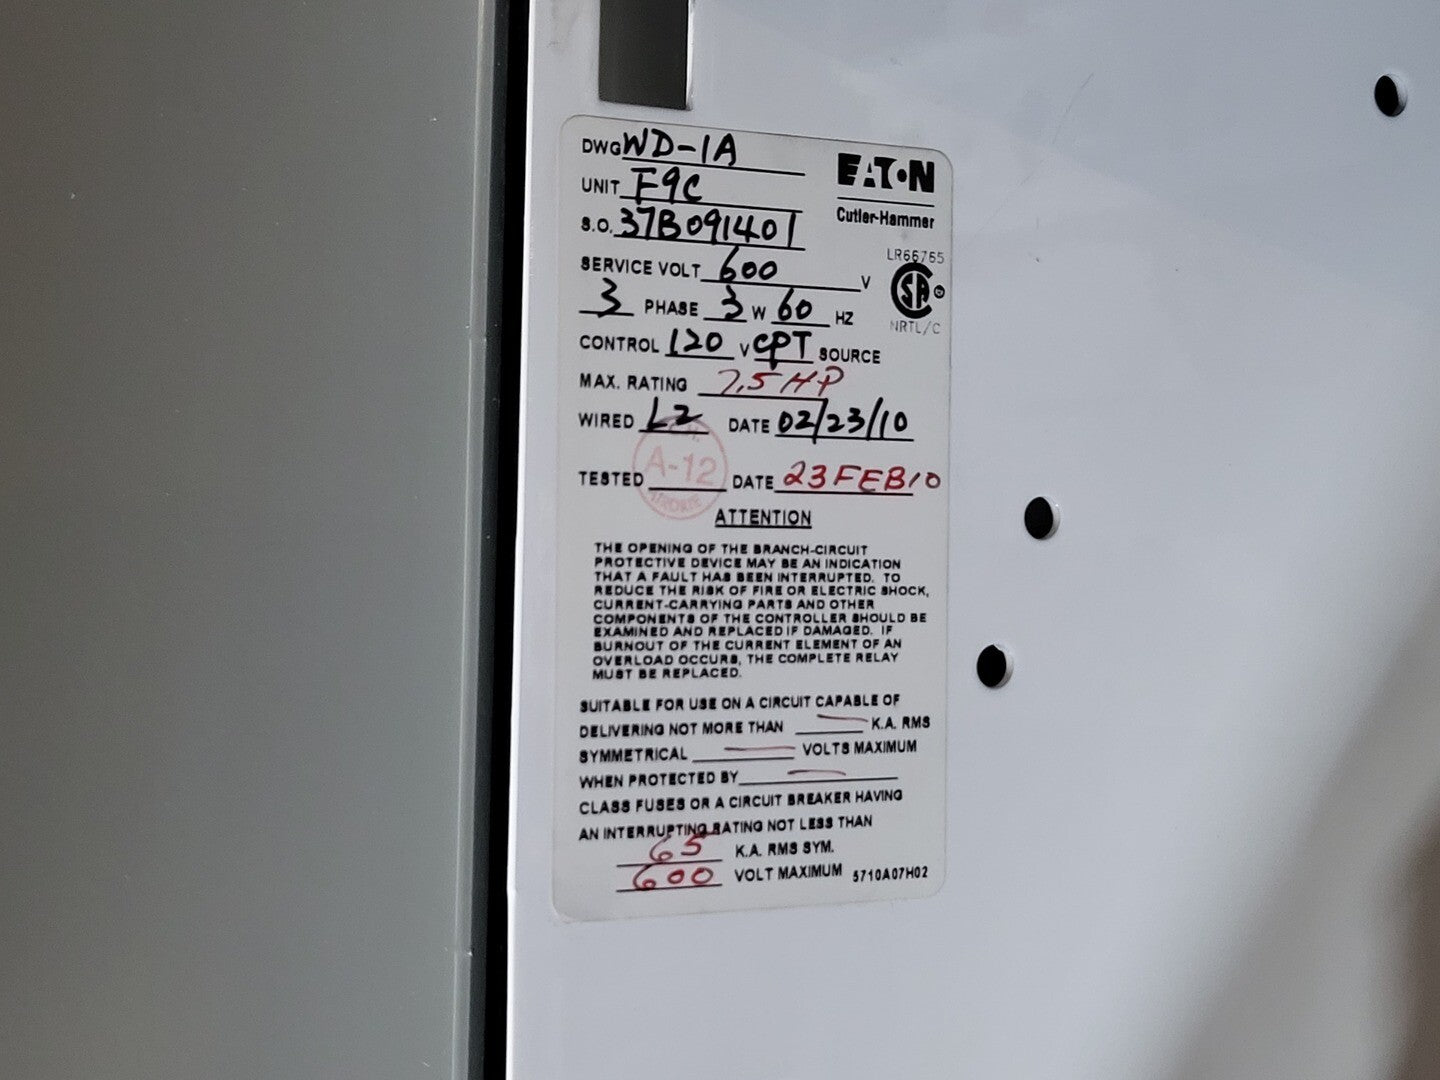 DWG WD-1A
EATON
UNIT F9C
Cutler-Hammer
S.O. 37B091401
LR66765
SERVICE VOLT 600 V
SA
3 PHASE 3 W 60 HZ
NRTL/C
CONTROL 120 V CPT SOURCE
MAX. RATING 7.5 HP
WIRED LZ DATE 02/23/10
A-12
AIRDRIE
TESTED DATE 23 FEB 10
ATTENTION
THE OPENING OF THE BRANCH-CIRCUIT
PROTECTIVE DEVICE MAY BE AN INDICATION
THAT A FAULT HAS BEEN INTERRUPTED. TO
REDUCE THE RISK OF FIRE OR ELECTRIC SHOCK,
CURRENT-CARRYING PARTS AND OTHER
COMPONENTS OF THE CONTROLLER SHOULD BE
EXAMINED AND REPLACED IF DAMAGED. IF
BURNOUT OF THE CURRENT ELEMENT OF AN
OVERLOAD OCCURS, THE COMPLETE RELAY
MUST BE REPLACED.
SUITABLE FOR USE ON A CIRCUIT CAPABLE OF
DELIVERING NOT MORE THAN — K.A. RMS
SYMMETRICAL — VOLTS MAXIMUM
WHEN PROTECTED BY —
CLASS FUSES OR A CIRCUIT BREAKER HAVING
AN INTERRUPTING RATING NOT LESS THAN
65 K.A. RMS SYM.
600 VOLT MAXIMUM 5710A07H02